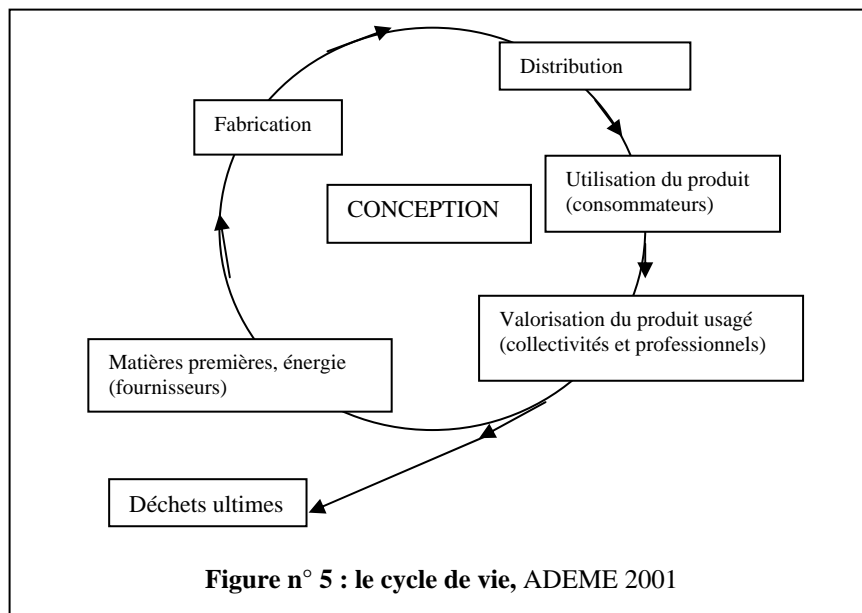 Distribution
Fabrication
Utilisation du produit
(consommateurs)
CONCEPTION
Valorisation du produit usagé
(collectivités et professionnels)
Matières premières, énergie
(fournisseurs)
Déchets ultimes
Figure n° 5 : le cycle de vie, ADEME 2001